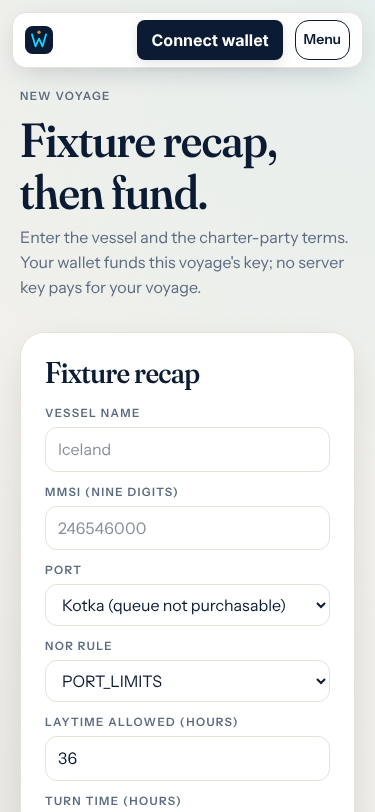 W
Connect wallet
Menu
NEW VOYAGE
Fixture recap,
then fund.
Enter the vessel and the charter-party terms.
Your wallet funds this voyage's key; no server
key pays for your voyage.
Fixture recap
VESSEL NAME
Iceland
MMSI (NINE DIGITS)
246546000
PORT
Kotka (queue not purchasable)
NOR RULE
PORT_LIMITS
LAYTIME ALLOWED (HOURS)
36
TURN TIME (HOURS)